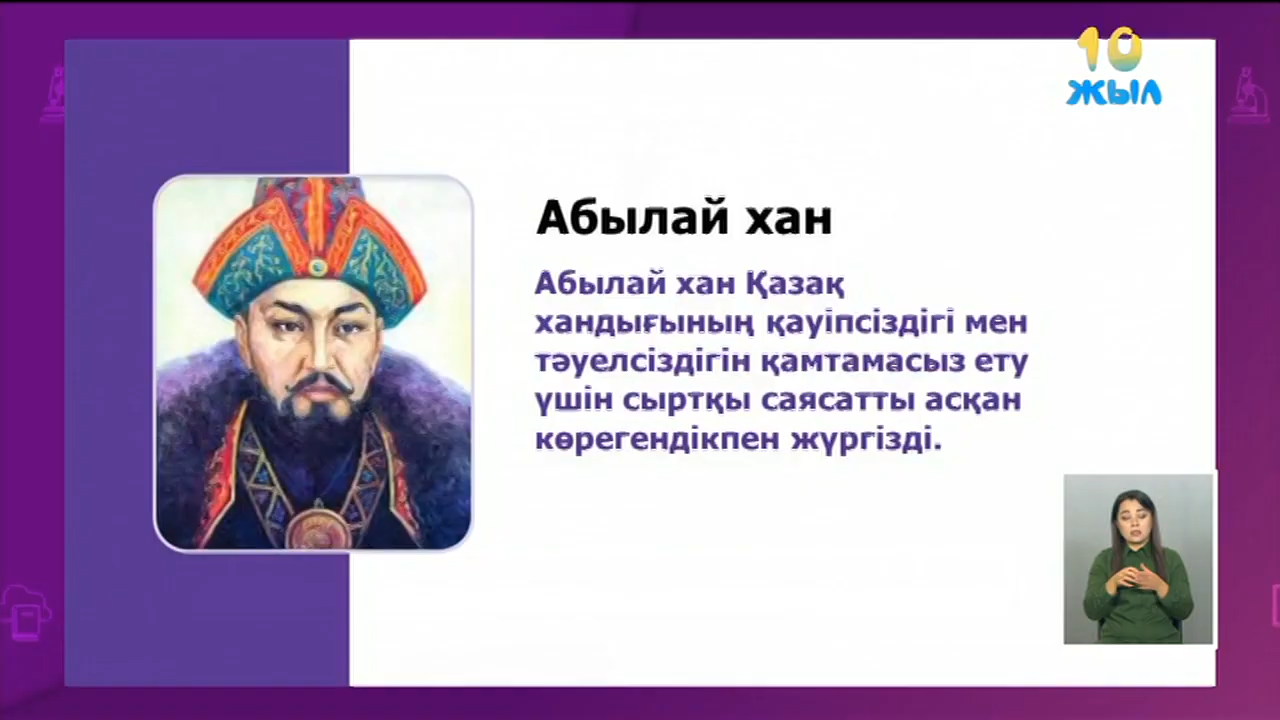 10
ЖЫЛ
Абылай хан
Абылай хан Қазақ
хандығының қауіпсіздігі мен
тәуелсіздігін қамтамасыз ету
үшін сыртқы саясатты асқан
көрегендікпен жүргізді.